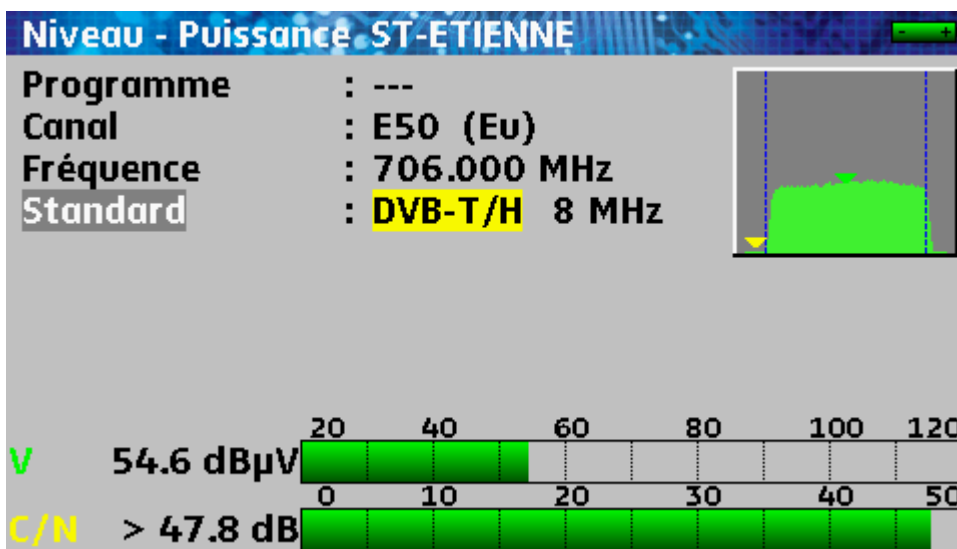 Niveau - Puissance ST-ETIENNE - +
Programme : ---
Canal : E50 (Eu)
Fréquence : 706.000 MHz
Standard : DVB-T/H 8 MHz
20 40 60 80 100 120
V 54.6 dBµV
0 10 20 30 40 50
C/N > 47.8 dB